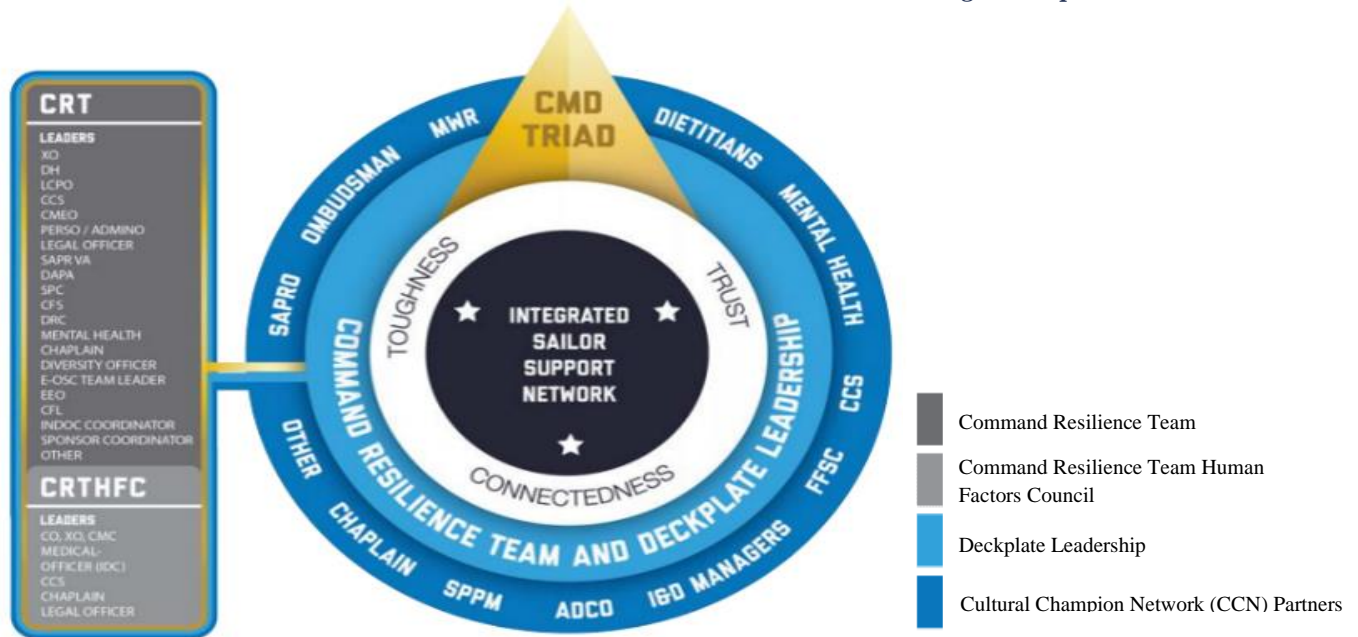 CRT
LEADERS
XO
DH
LCPO
CCS
CMEO
PERSO / ADMINO
LEGAL OFFICER
SAPR VA
DAPA
SPC
CFS
DRC
MENTAL HEALTH
CHAPLAIN
DIVERSITY OFFICER
E-OSC TEAM LEADER
EEO
CFL
INDOC COORDINATOR
SPONSOR COORDINATOR
OTHER
CRTHFC
LEADERS
CO, XO, CMC
MEDICAL-
OFFICER (IDC)
CCS
CHAPLAIN
LEGAL OFFICER
CMD
TRIAD
DIETITIANS
MENTAL HEALTH
CCS
FFSC
I&D MANAGERS
ADCO
SPPM
CHAPLAIN
OTHER
SAPRO
OMBUDSMAN
MWR
COMMAND RESILIENCE TEAM AND DECKPLATE LEADERSHIP
TOUGHNESS
TRUST
CONNECTEDNESS
INTEGRATED
SAILOR
SUPPORT
NETWORK
Command Resilience Team
Command Resilience Team Human
Factors Council
Deckplate Leadership
Cultural Champion Network (CCN) Partners